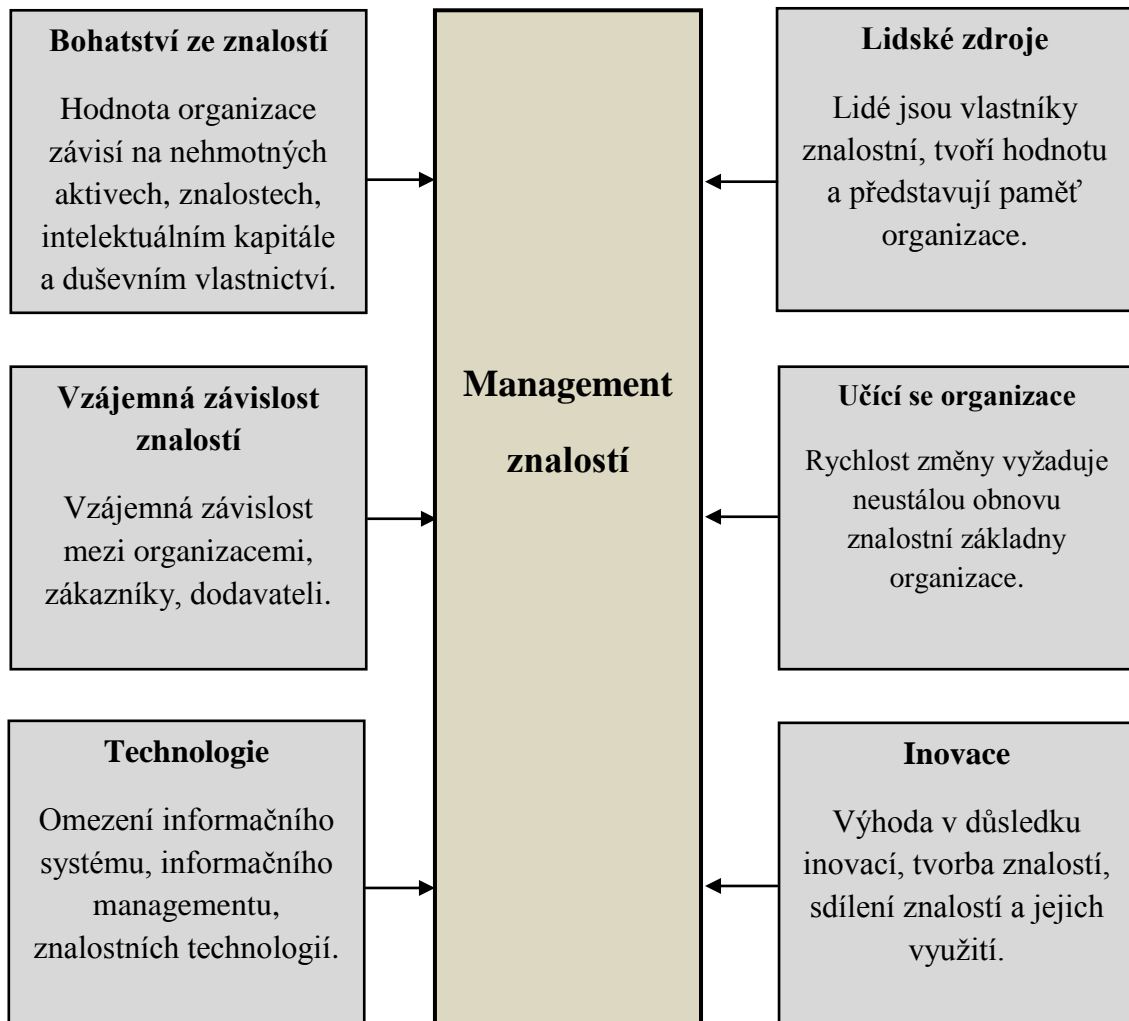 Bohatství ze znalostí
Hodnota organizace
závisí na nehmotných
aktivech, znalostech,
intelektuálním kapitále
a duševním vlastnictví.
Vzájemná závislost
znalostí
Vzájemná závislost
mezi organizacemi,
zákazníky, dodavateli.
Technologie
Omezení informačního
systému, informačního
managementu,
znalostních technologií.
Management
znalostí
Lidské zdroje
Lidé jsou vlastníky
znalostní, tvoří hodnotu
a představují paměť
organizace.
Učící se organizace
Rychlost změny vyžaduje
neustálou obnovu
znalostní základny
organizace.
Inovace
Výhoda v důsledku
inovací, tvorba znalostí,
sdílení znalostí a jejich
využití.